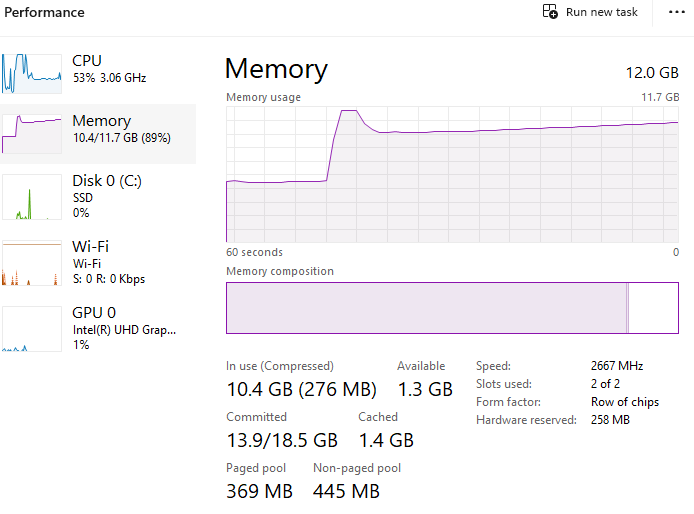 Performance
Run new task
CPU
53% 3.06 GHz
Memory
10.4/11.7 GB (89%)
Disk 0 (C:)
SSD
0%
Wi-Fi
Wi-Fi
S: 0 R: 0 Kbps
GPU 0
Intel(R) UHD Grap...
1%
Memory
12.0 GB
Memory usage
11.7 GB
60 seconds
0
Memory composition
In use (Compressed)
10.4 GB (276 MB)
Available
1.3 GB
Committed
13.9/18.5 GB
Cached
1.4 GB
Paged pool
369 MB
Non-paged pool
445 MB
Speed: 2667 MHz
Slots used: 2 of 2
Form factor: Row of chips
Hardware reserved: 258 MB